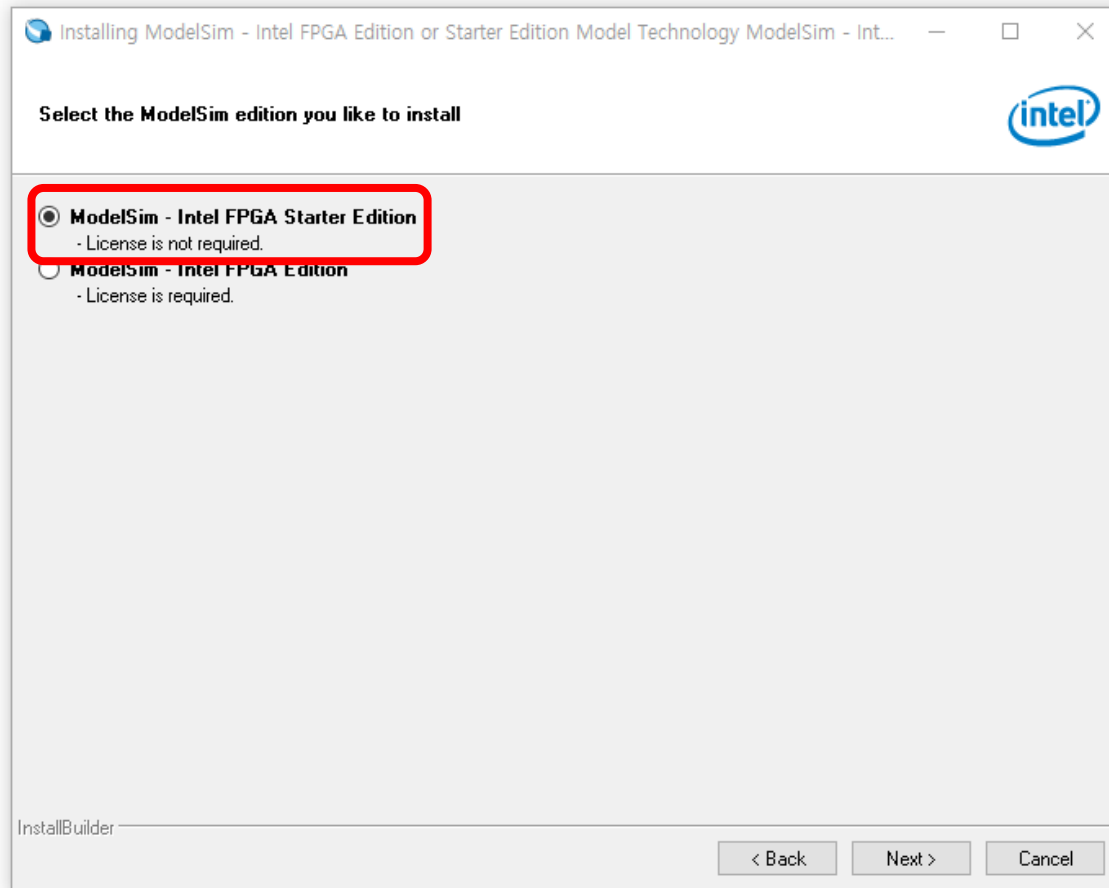 Installing ModelSim - Intel FPGA Edition or Starter Edition Model Technology ModelSim - Int...
Select the ModelSim edition you like to install
intel
ModelSim - Intel FPGA Starter Edition
- License is not required.
ModelSim - Intel FPGA Edition
- License is required.
InstallBuilder
< Back Next > Cancel